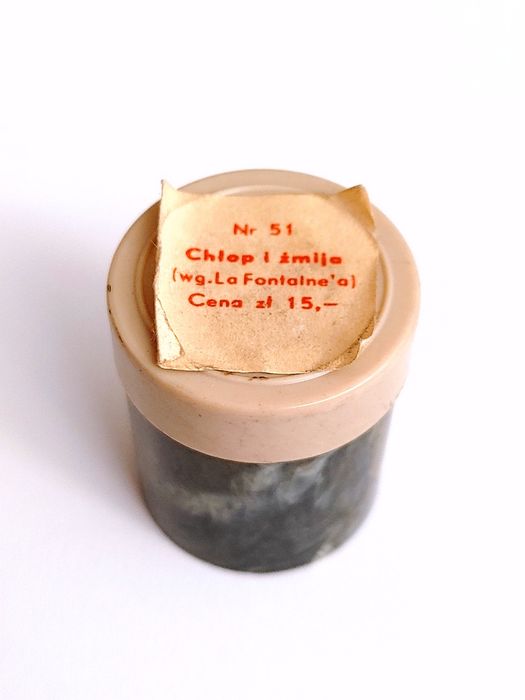 Nr 51
Chłop i żmija
(wg. La Fontaine'a)
Cena zł 15,—